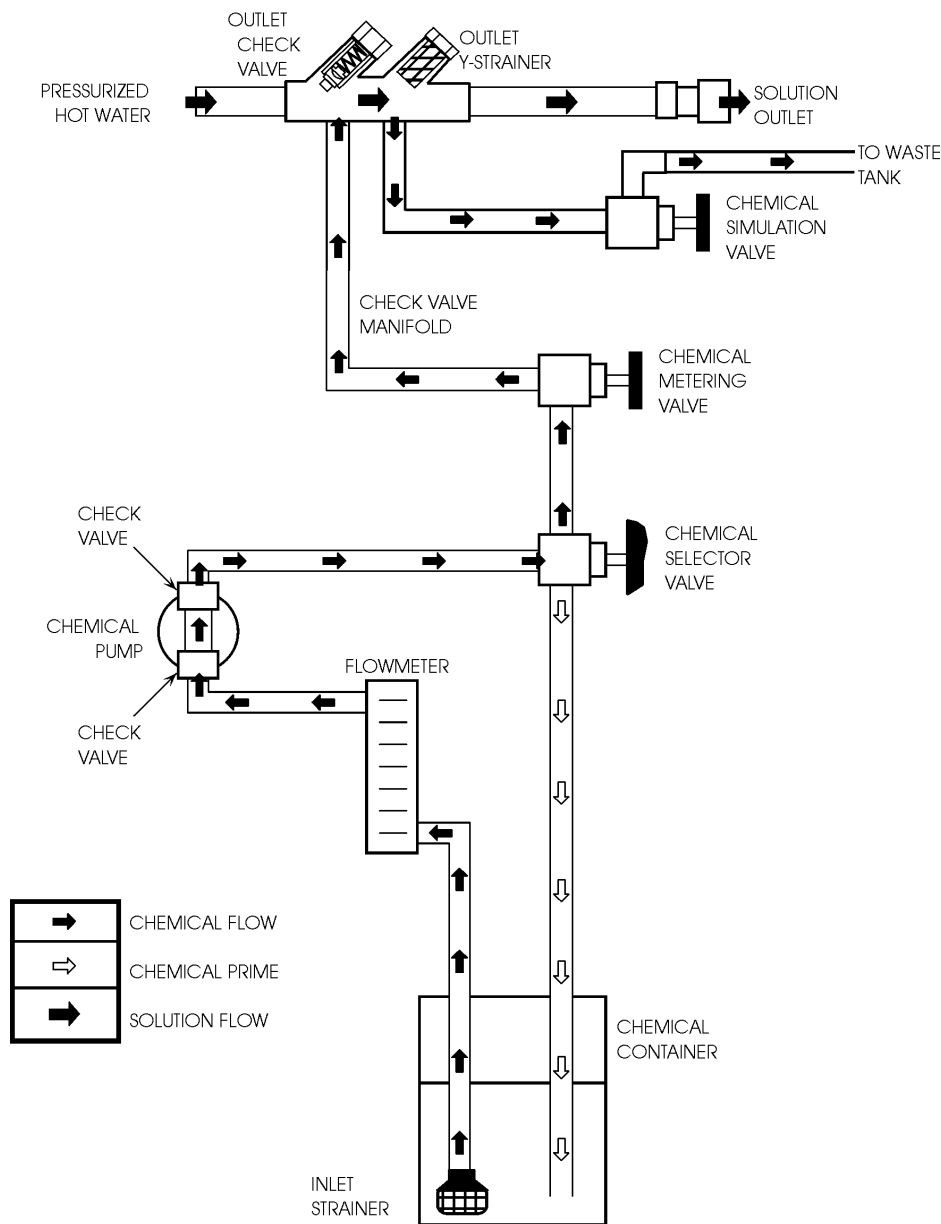 OUTLET
CHECK
VALVE
OUTLET
Y-STRAINER
PRESSURIZED
HOT WATER
SOLUTION
OUTLET
TO WASTE
TANK
CHEMICAL
SIMULATION
VALVE
CHECK VALVE
MANIFOLD
CHEMICAL
METERING
VALVE
CHECK
VALVE
CHEMICAL
SELECTOR
VALVE
CHEMICAL
PUMP
FLOWMETER
CHECK
VALVE
CHEMICAL FLOW
CHEMICAL PRIME
SOLUTION FLOW
CHEMICAL
CONTAINER
INLET
STRAINER